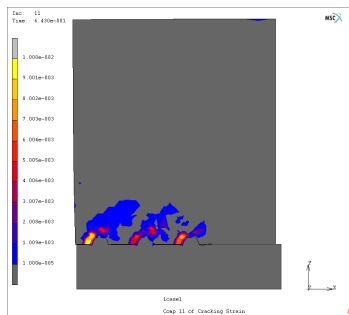 Inc: 11
Time: 6.430e-001
MSC
1.000e-002
9.001e-003
8.002e-003
7.003e-003
6.004e-003
5.005e-003
4.006e-003
3.007e-003
2.008e-003
1.009e-003
1.000e-005
lcase1
Comp 11 of Cracking Strain
Z
X
1